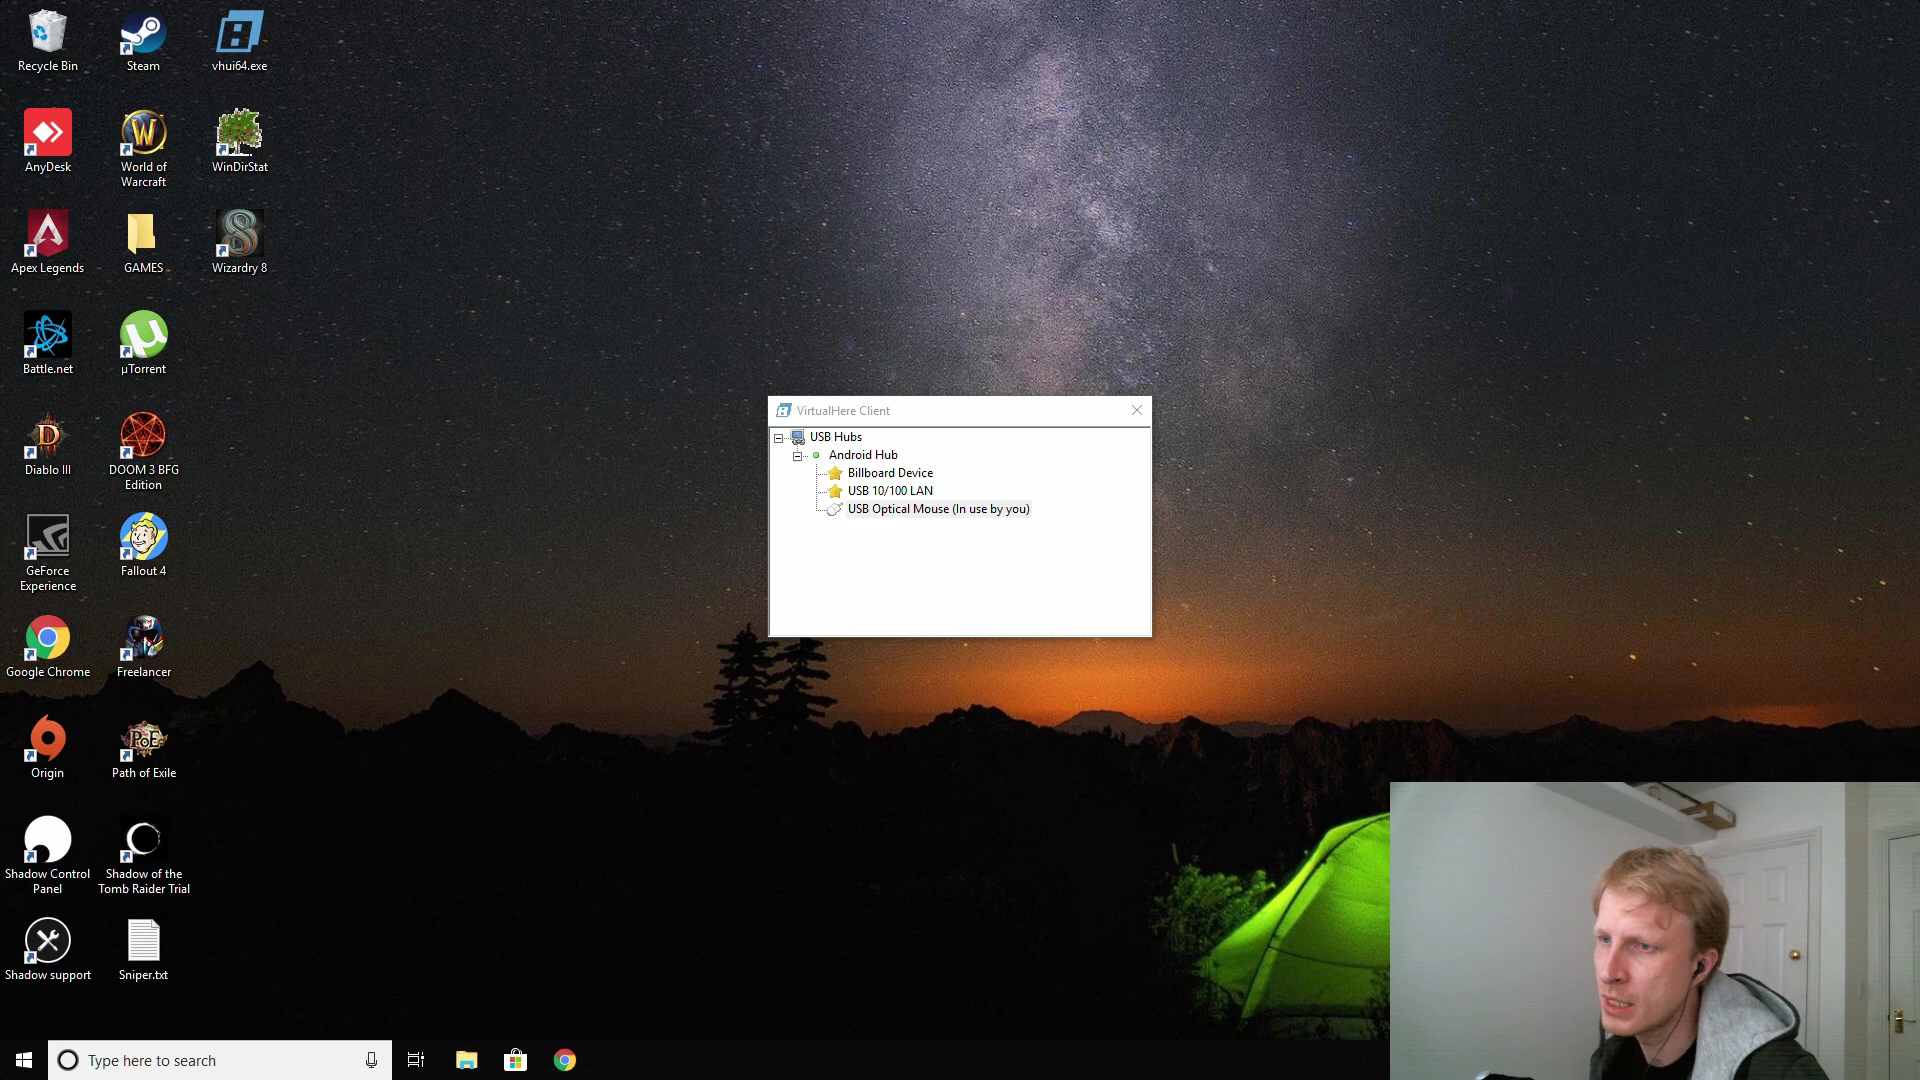 Recycle Bin
Steam
vhui64.exe
AnyDesk
World of
Warcraft
WinDirStat
Apex Legends
GAMES
Wizardry 8
Battle.net
µTorrent
Diablo III
DOOM 3 BFG
Edition
GeForce
Experience
Fallout 4
Google Chrome
Freelancer
Origin
Path of Exile
Shadow Control
Panel
Shadow of the
Tomb Raider Trial
Shadow support
Sniper.txt
VirtualHere Client
USB Hubs
Android Hub
Billboard Device
USB 10/100 LAN
USB Optical Mouse (In use by you)
Type here to search